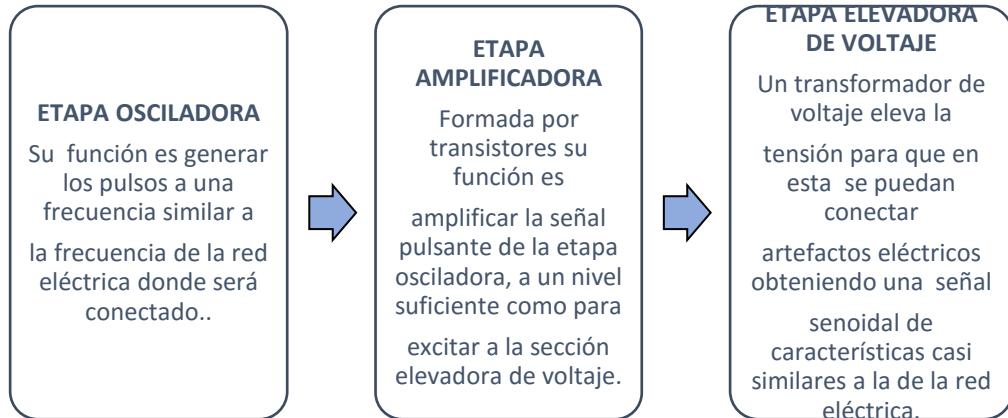 ETAPA OSCILADORA
Su función es generar
los pulsos a una
frecuencia similar a
la frecuencia de la red
eléctrica donde será
conectado..
ETAPA
AMPLIFICADORA
Formada por
transistores su
función es
amplificar la señal
pulsante de la etapa
osciladora, a un nivel
suficiente como para
excitar a la sección
elevadora de voltaje.
ETAPA ELEVADORA
DE VOLTAJE
Un transformador de
voltaje eleva la
tensión para que en
esta se puedan
conectar
artefactos eléctricos
obteniendo una señal
senoidal de
características casi
similares a la de la red
eléctrica.